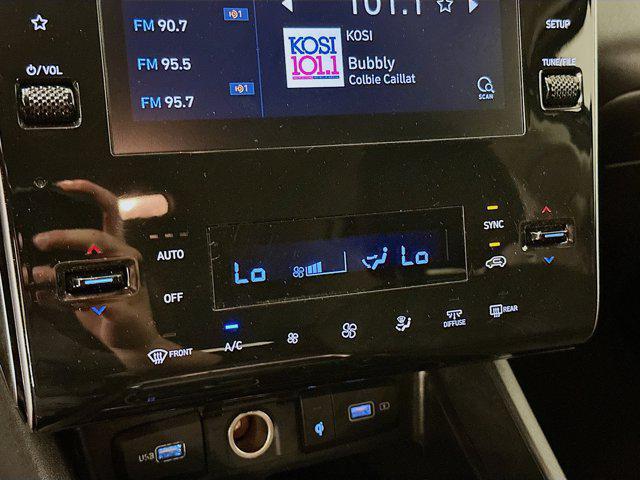 101.1
SETUP
FM 90.7
KOSI
101.1
KOSI
FM 95.5
Bubbly
Colbie Caillat
/VOL
TUNE/FILE
FM 95.7
SCAN
SYNC
AUTO
Lo
Lo
OFF
DIFFUSE
REAR
A/C
FRONT
USB